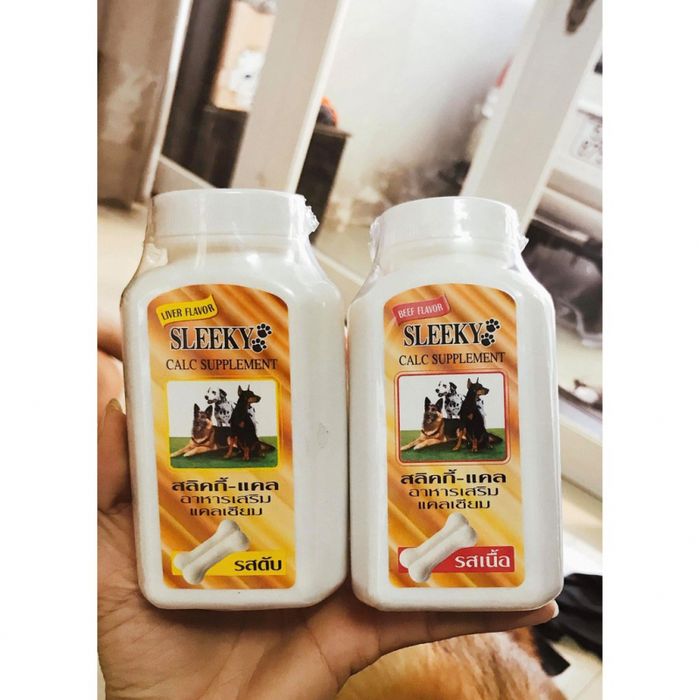 LIVER FLAVOR
SLEEKY
CALC SUPPLEMENT
สลิคกี้-แคล
อาหารเสริม
แคลเซียม
รสตับ
BEEF FLAVOR
SLEEKY
CALC SUPPLEMENT
สลิคกี้-แคล
อาหารเสริม
แคลเซียม
รสเนื้อ